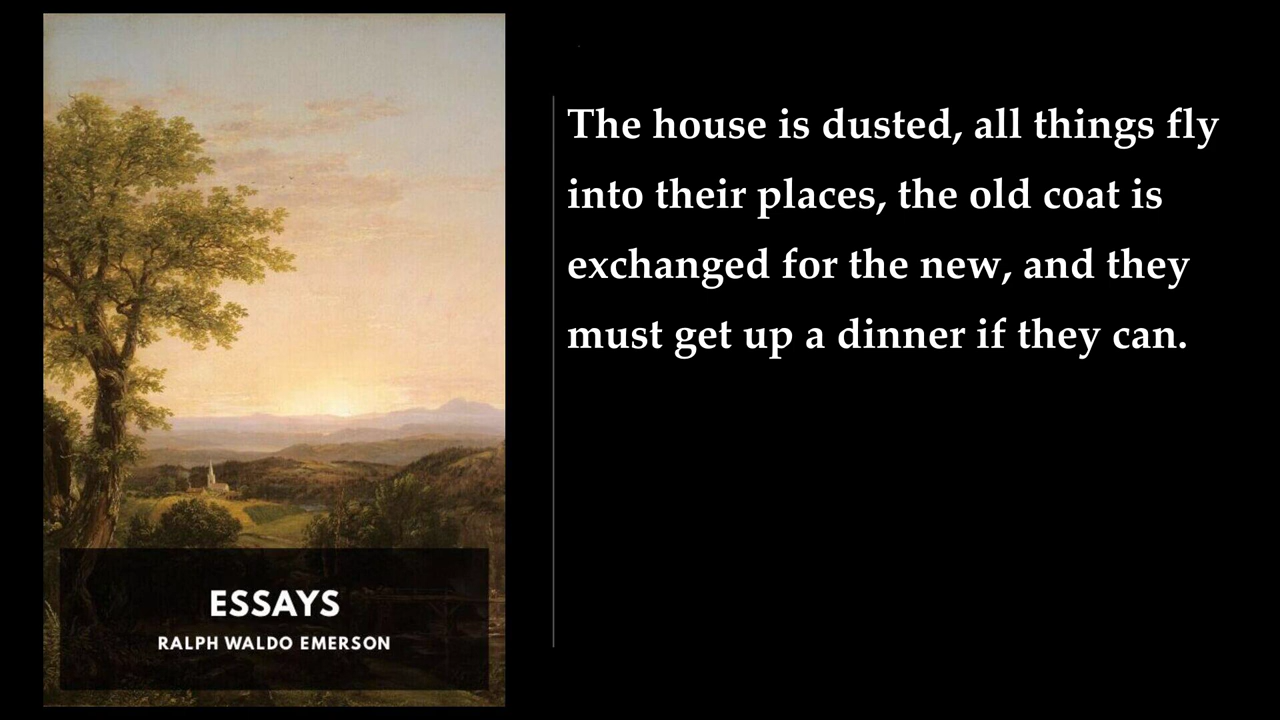 ESSAYS
RALPH WALDO EMERSON
The house is dusted, all things fly
into their places, the old coat is
exchanged for the new, and they
must get up a dinner if they can.